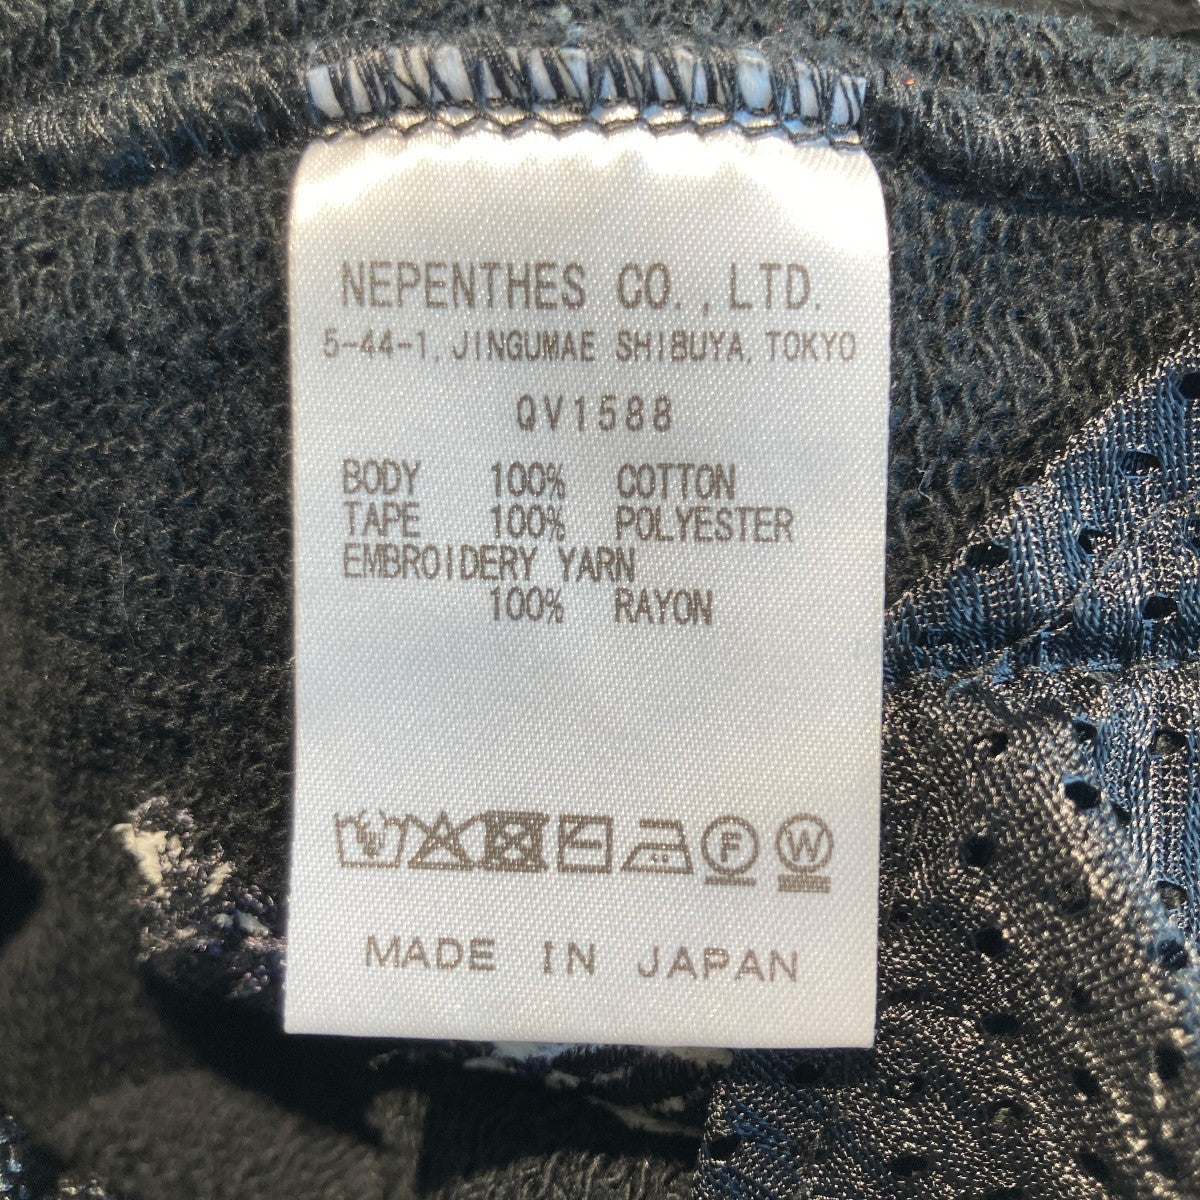 NEPENTHES CO.,LTD.
5-44-1, JINGUMAE SHIBUYA, TOKYO
QV1588
BODY 100% COTTON
TAPE 100% POLYESTER
EMBROIDERY YARN
100% RAYON
F W
MADE IN JAPAN